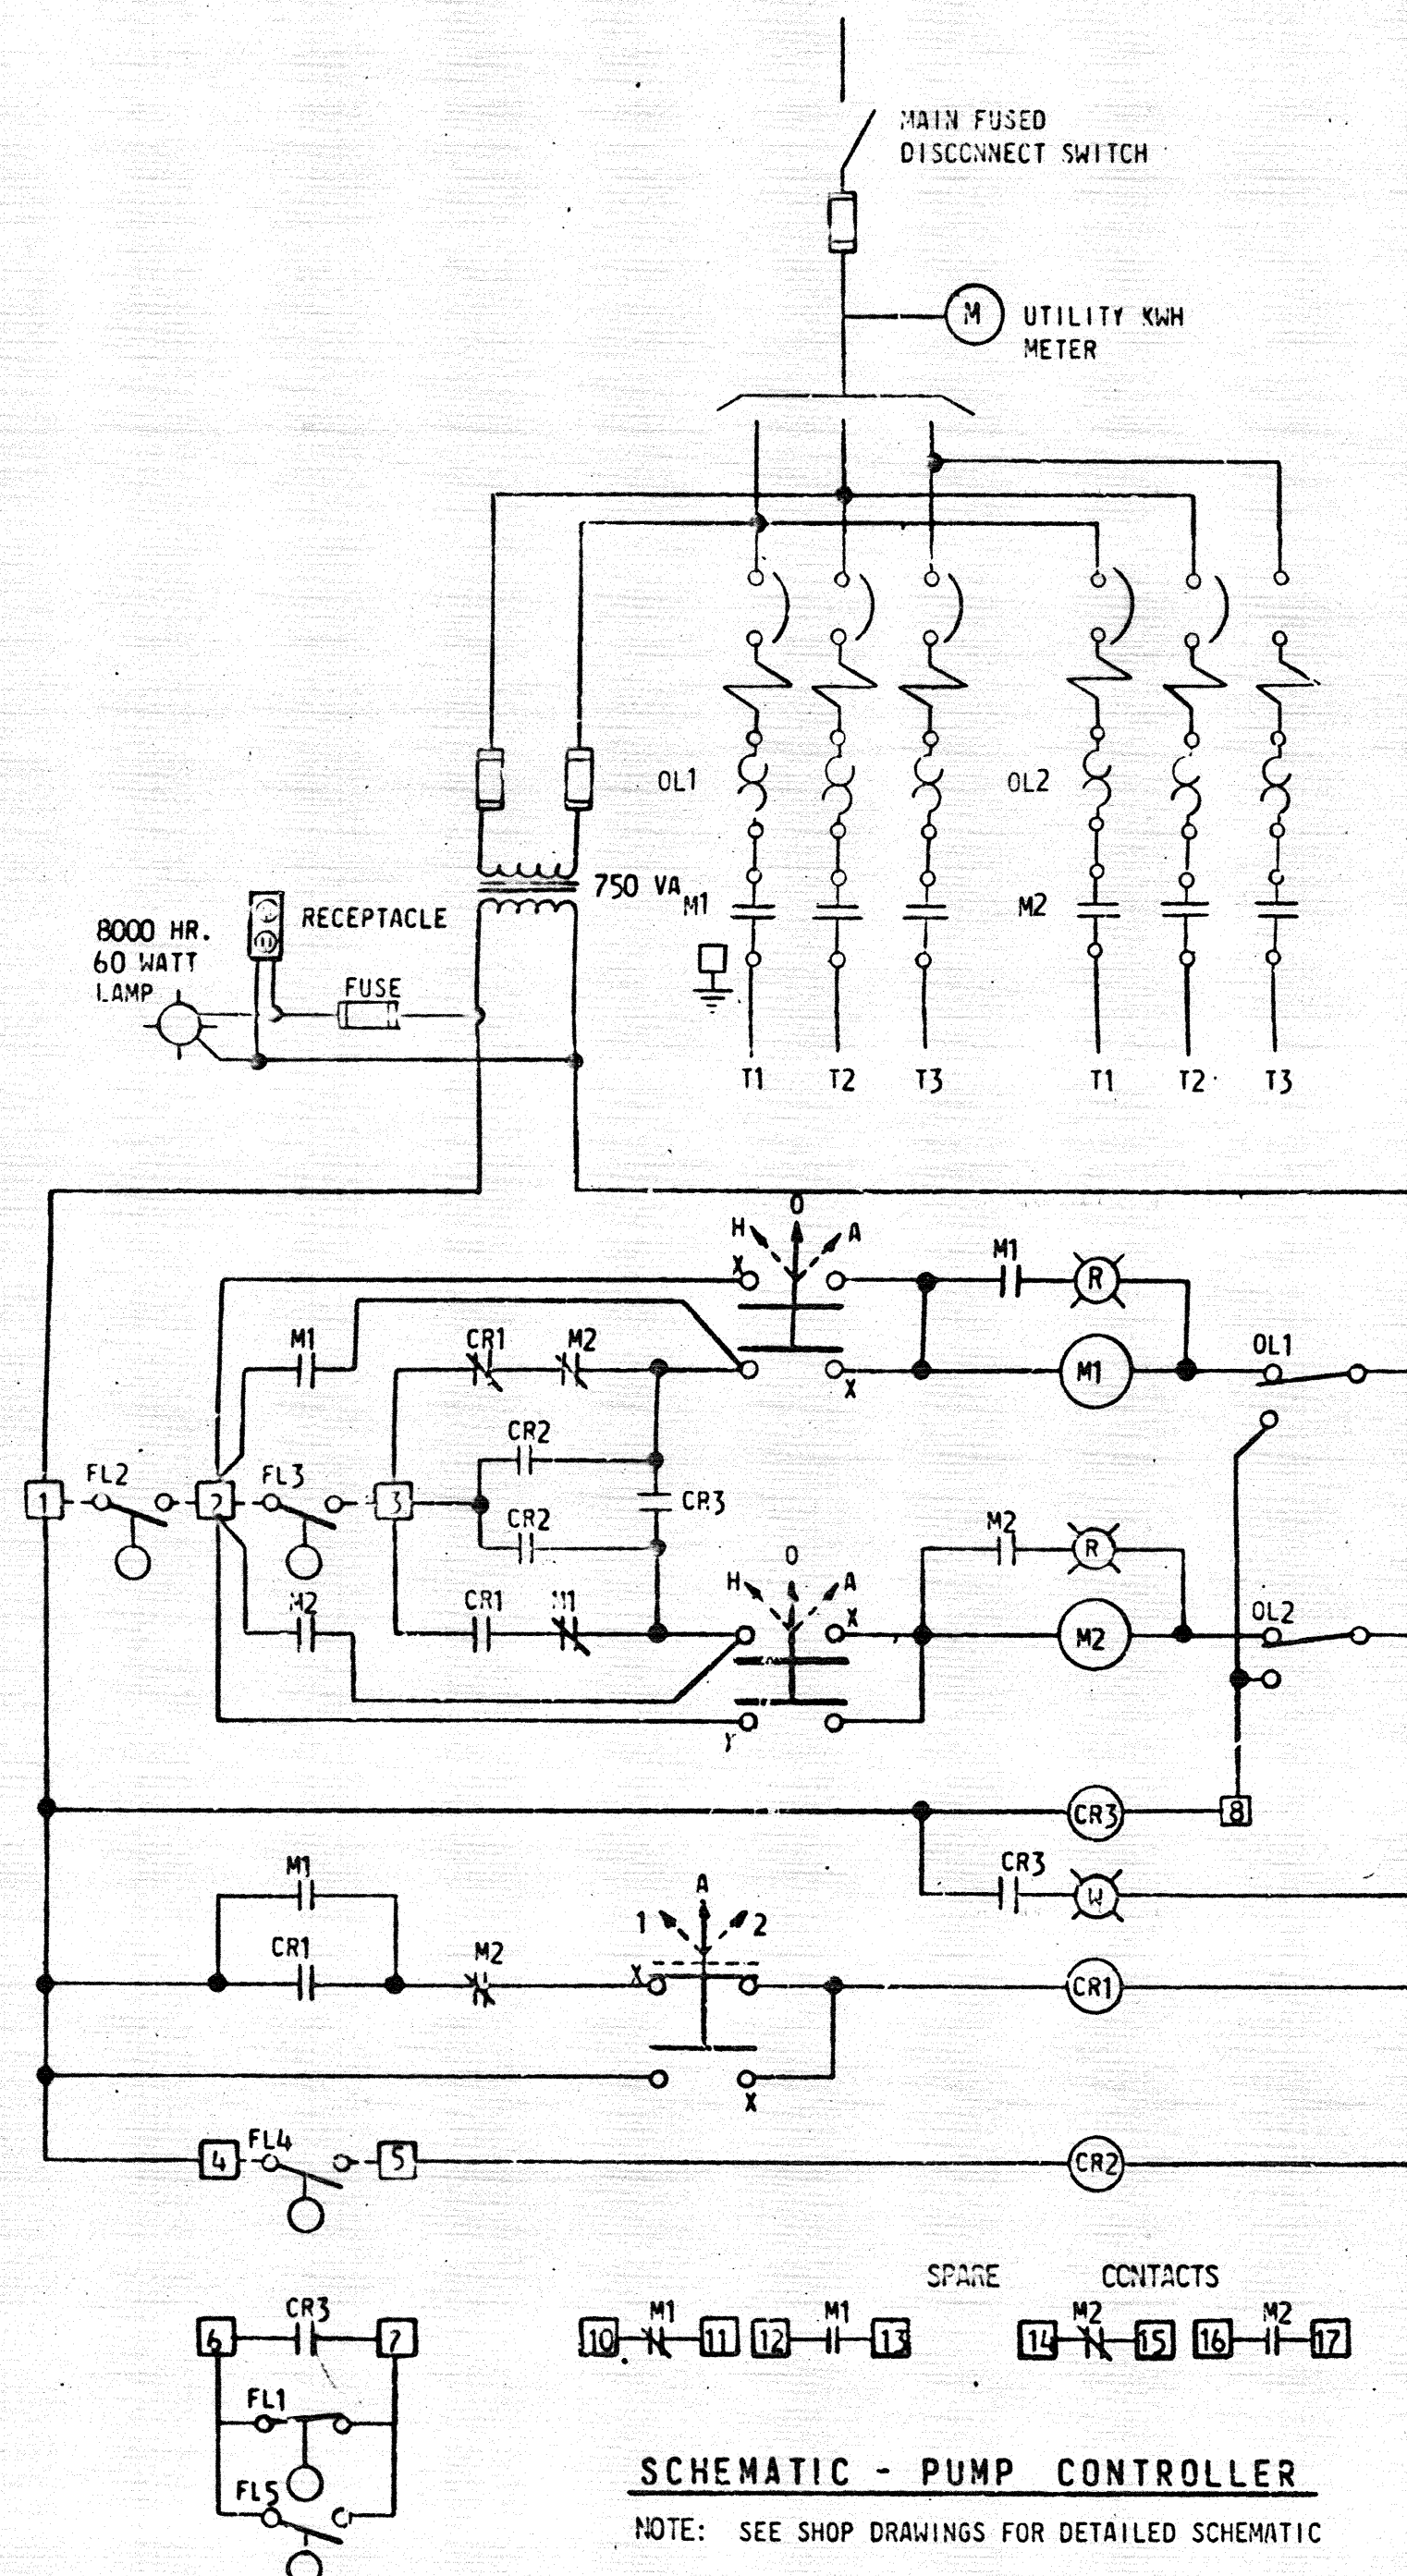 MAIN FUSED
DISCONNECT SWITCH
M
UTILITY KWH
METER
OL1
OL2
750 VA
M1
M2
RECEPTACLE
8000 HR.
60 WATT
LAMP
FUSE
T1 T2 T3 T1 T2 T3
O
H A
X
M1
R
M1
CR1
M2
M1
OL1
X
CR2
FL2
FL3
1
2
3
CR3
CR2
M2
R
O
H A
M2
CR1
M1
X
M2
OL2
CR3
8
M1
CR3
A
W
1 2
CR1
M2
X
CR1
X
FL4
4
5
CR2
SPARE CONTACTS
CR3
6
7
M1
10
11
M1
12
13
M2
14
15
M2
16
17
FL1
FL5
SCHEMATIC - PUMP CONTROLLER
NOTE: SEE SHOP DRAWINGS FOR DETAILED SCHEMATIC